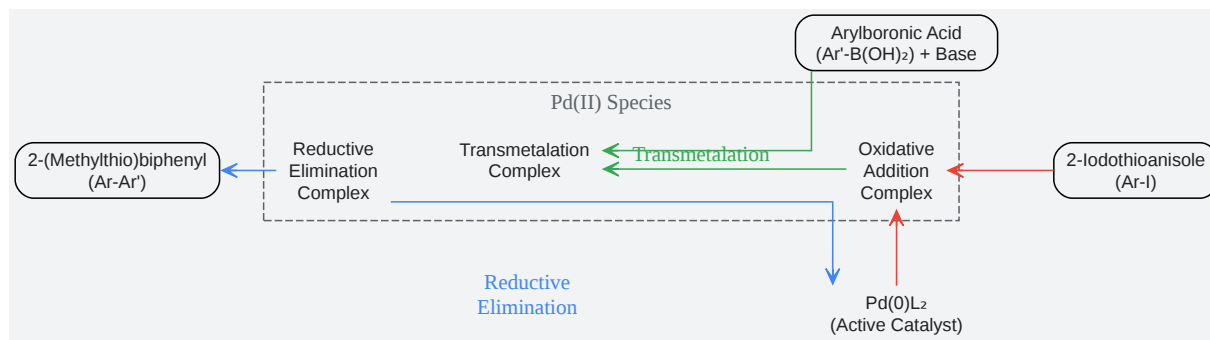 Arylboronic Acid
(Ar'-B(OH)₂) + Base
Pd(II) Species
2-(Methylthio)biphenyl
(Ar-Ar')
Reductive
Elimination
Complex
Transmetalation
Complex
Transmetalation
Oxidative
Addition
Complex
2-Iodothioanisole
(Ar-I)
Reductive
Elimination
Pd(0)L₂
(Active Catalyst)